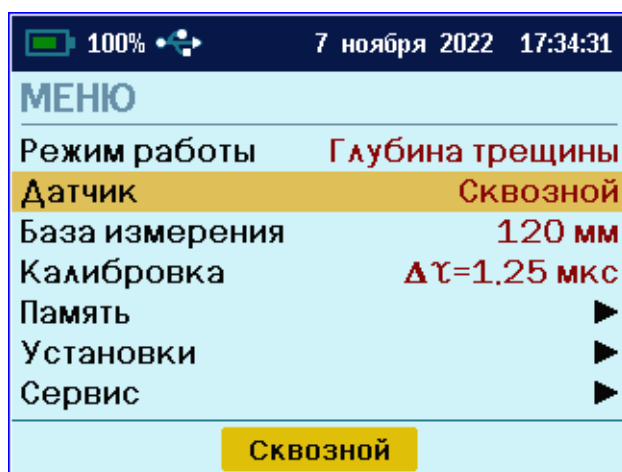 100% 7 ноября 2022 17:34:31
МЕНЮ
Режим работы Глубина трещины
Датчик Сквозной
База измерения 120 мм
Калибровка Δτ=1.25 мкс
Память ►
Установки ►
Сервис ►
Сквозной